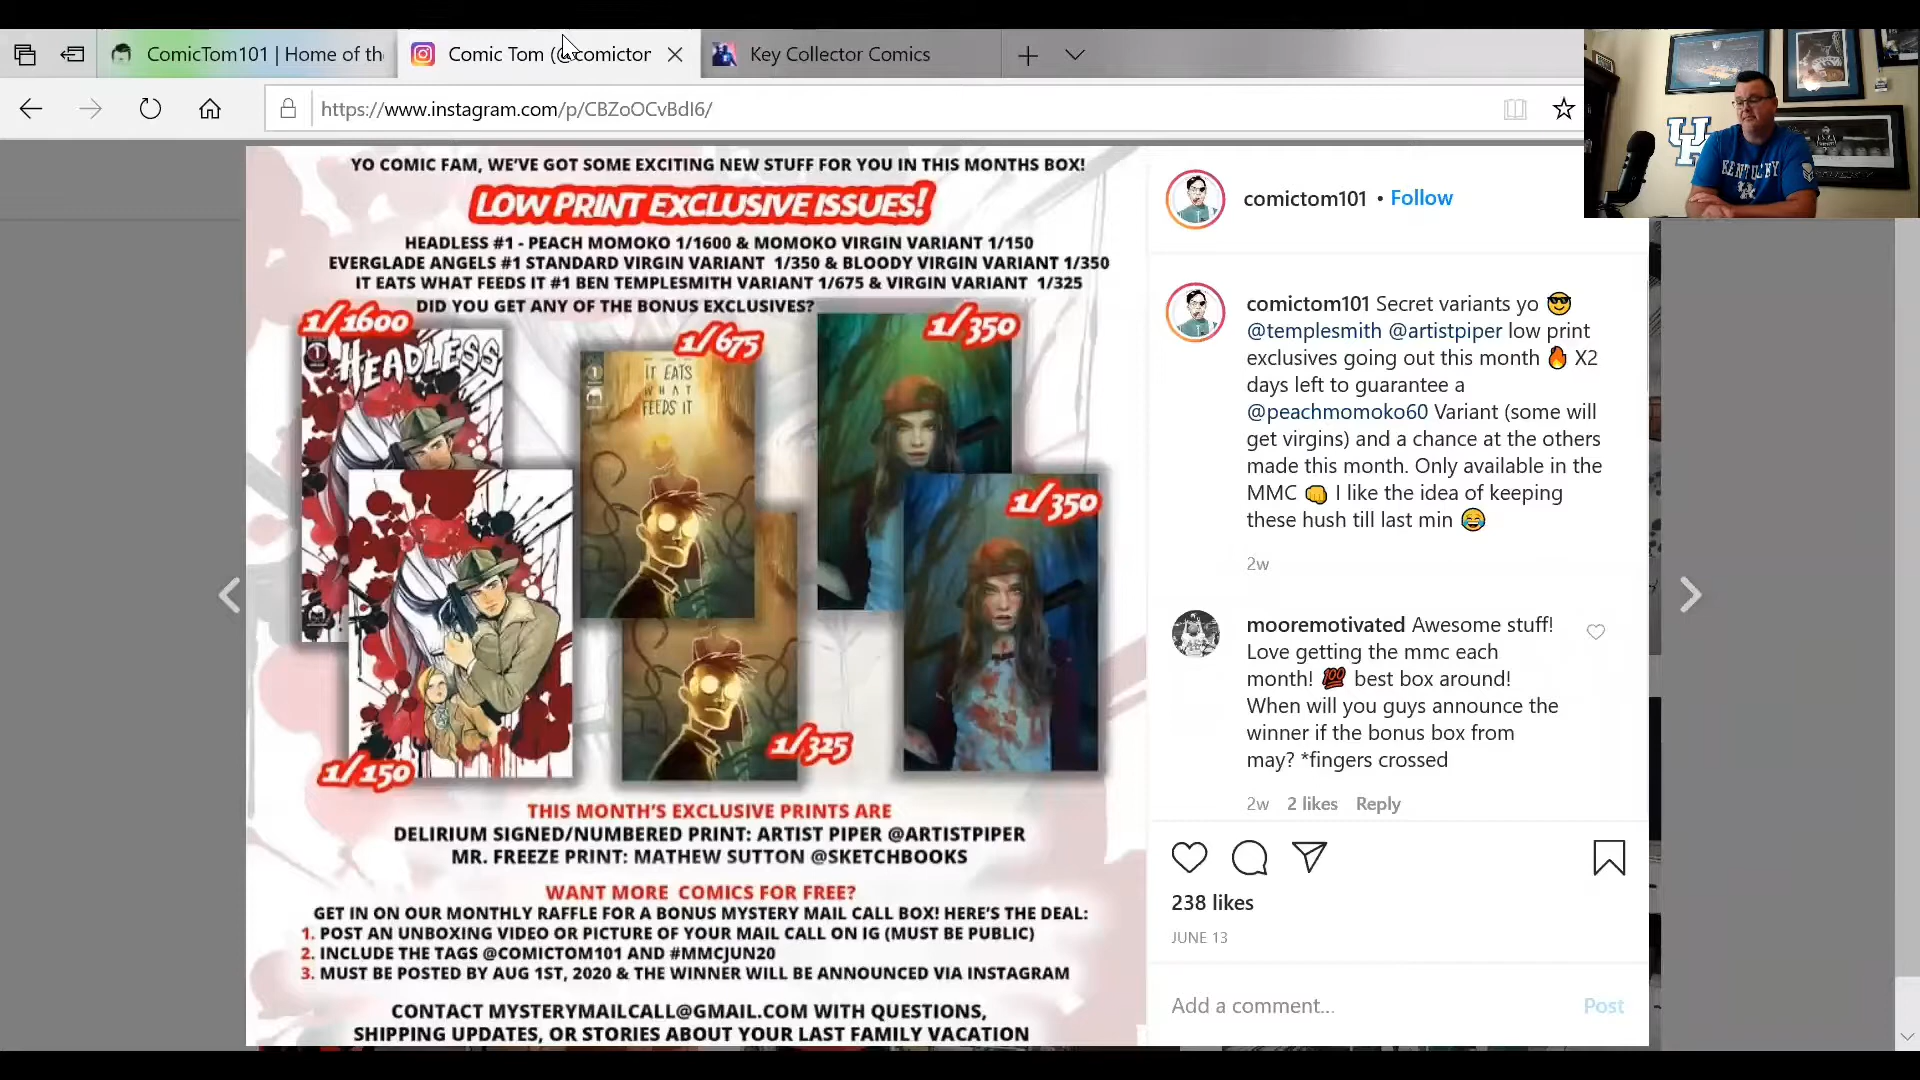 ComicTom101 | Home of the
Comic Tom (@comictor
Key Collector Comics
https://www.instagram.com/p/CBZoOCvBdI6/
KENTUCKY
YO COMIC FAM, WE'VE GOT SOME EXCITING NEW STUFF FOR YOU IN THIS MONTHS BOX!
LOW PRINT EXCLUSIVE ISSUES!
HEADLESS #1 - PEACH MOMOKO 1/1600 & MOMOKO VIRGIN VARIANT 1/150
EVERGLADE ANGELS #1 STANDARD VIRGIN VARIANT 1/350 & BLOODY VIRGIN VARIANT 1/350
IT EATS WHAT FEEDS IT #1 BEN TEMPLESMITH VARIANT 1/675 & VIRGIN VARIANT 1/325
DID YOU GET ANY OF THE BONUS EXCLUSIVES?
1/1600
1/675
1/350
HEADLESS
IT EATS
WHAT
FEEDS IT
1/350
1/325
1/150
THIS MONTH'S EXCLUSIVE PRINTS ARE
DELIRIUM SIGNED/NUMBERED PRINT: ARTIST PIPER @ARTISTPIPER
MR. FREEZE PRINT: MATHEW SUTTON @SKETCHBOOKS
WANT MORE COMICS FOR FREE?
GET IN ON OUR MONTHLY RAFFLE FOR A BONUS MYSTERY MAIL CALL BOX! HERE'S THE DEAL:
1. POST AN UNBOXING VIDEO OR PICTURE OF YOUR MAIL CALL ON IG (MUST BE PUBLIC)
2. INCLUDE THE TAGS @COMICTOM101 AND #MMCJUN20
3. MUST BE POSTED BY AUG 1ST, 2020 & THE WINNER WILL BE ANNOUNCED VIA INSTAGRAM
CONTACT MYSTERYMAILCALL@GMAIL.COM WITH QUESTIONS,
SHIPPING UPDATES, OR STORIES ABOUT YOUR LAST FAMILY VACATION
comictom101 • Follow
comictom101 Secret variants yo 😎
@templesmith @artistpiper low print
exclusives going out this month 🔥 X2
days left to guarantee a
@peachmomoko60 Variant (some will
get virgins) and a chance at the others
made this month. Only available in the
MMC 👊 I like the idea of keeping
these hush till last min 😂
2w
mooremotivated Awesome stuff!
Love getting the mmc each
month! 💯 best box around!
When will you guys announce the
winner if the bonus box from
may? *fingers crossed
2w 2 likes Reply
238 likes
JUNE 13
Add a comment... Post